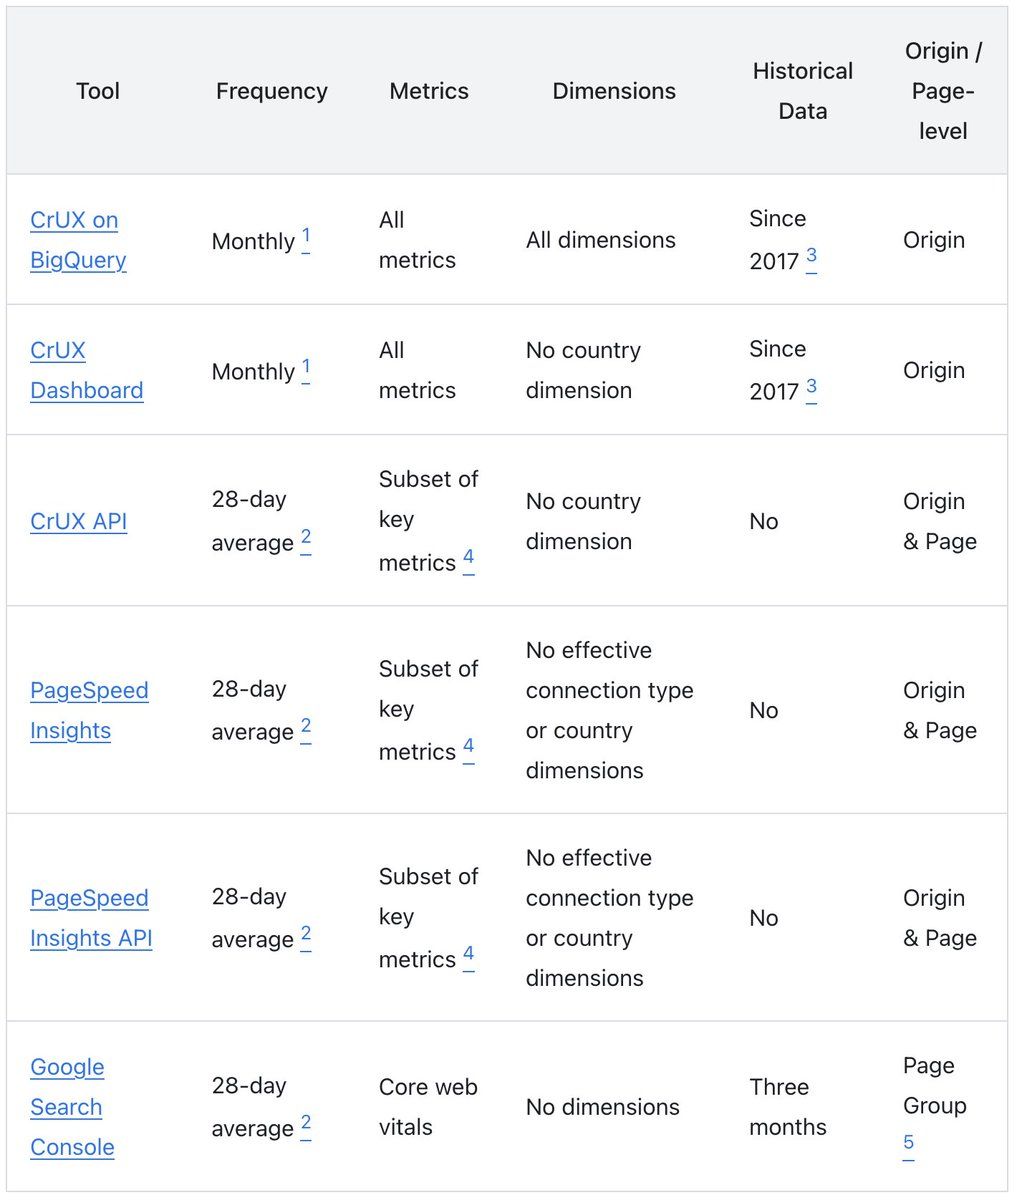 Tool
Frequency
Metrics
Dimensions
Historical
Data
Origin /
Page-
level
CrUX on
BigQuery
Monthly 1
All
metrics
All dimensions
Since
2017 3
Origin
CrUX
Dashboard
Monthly 1
All
metrics
No country
dimension
Since
2017 3
Origin
CrUX API
28-day
average 2
Subset of
key
metrics 4
No country
dimension
No
Origin
& Page
PageSpeed
Insights
28-day
average 2
Subset of
key
metrics 4
No effective
connection type
or country
dimensions
No
Origin
& Page
PageSpeed
Insights API
28-day
average 2
Subset of
key
metrics 4
No effective
connection type
or country
dimensions
No
Origin
& Page
Google
Search
Console
28-day
average 2
Core web
vitals
No dimensions
Three
months
Page
Group
5